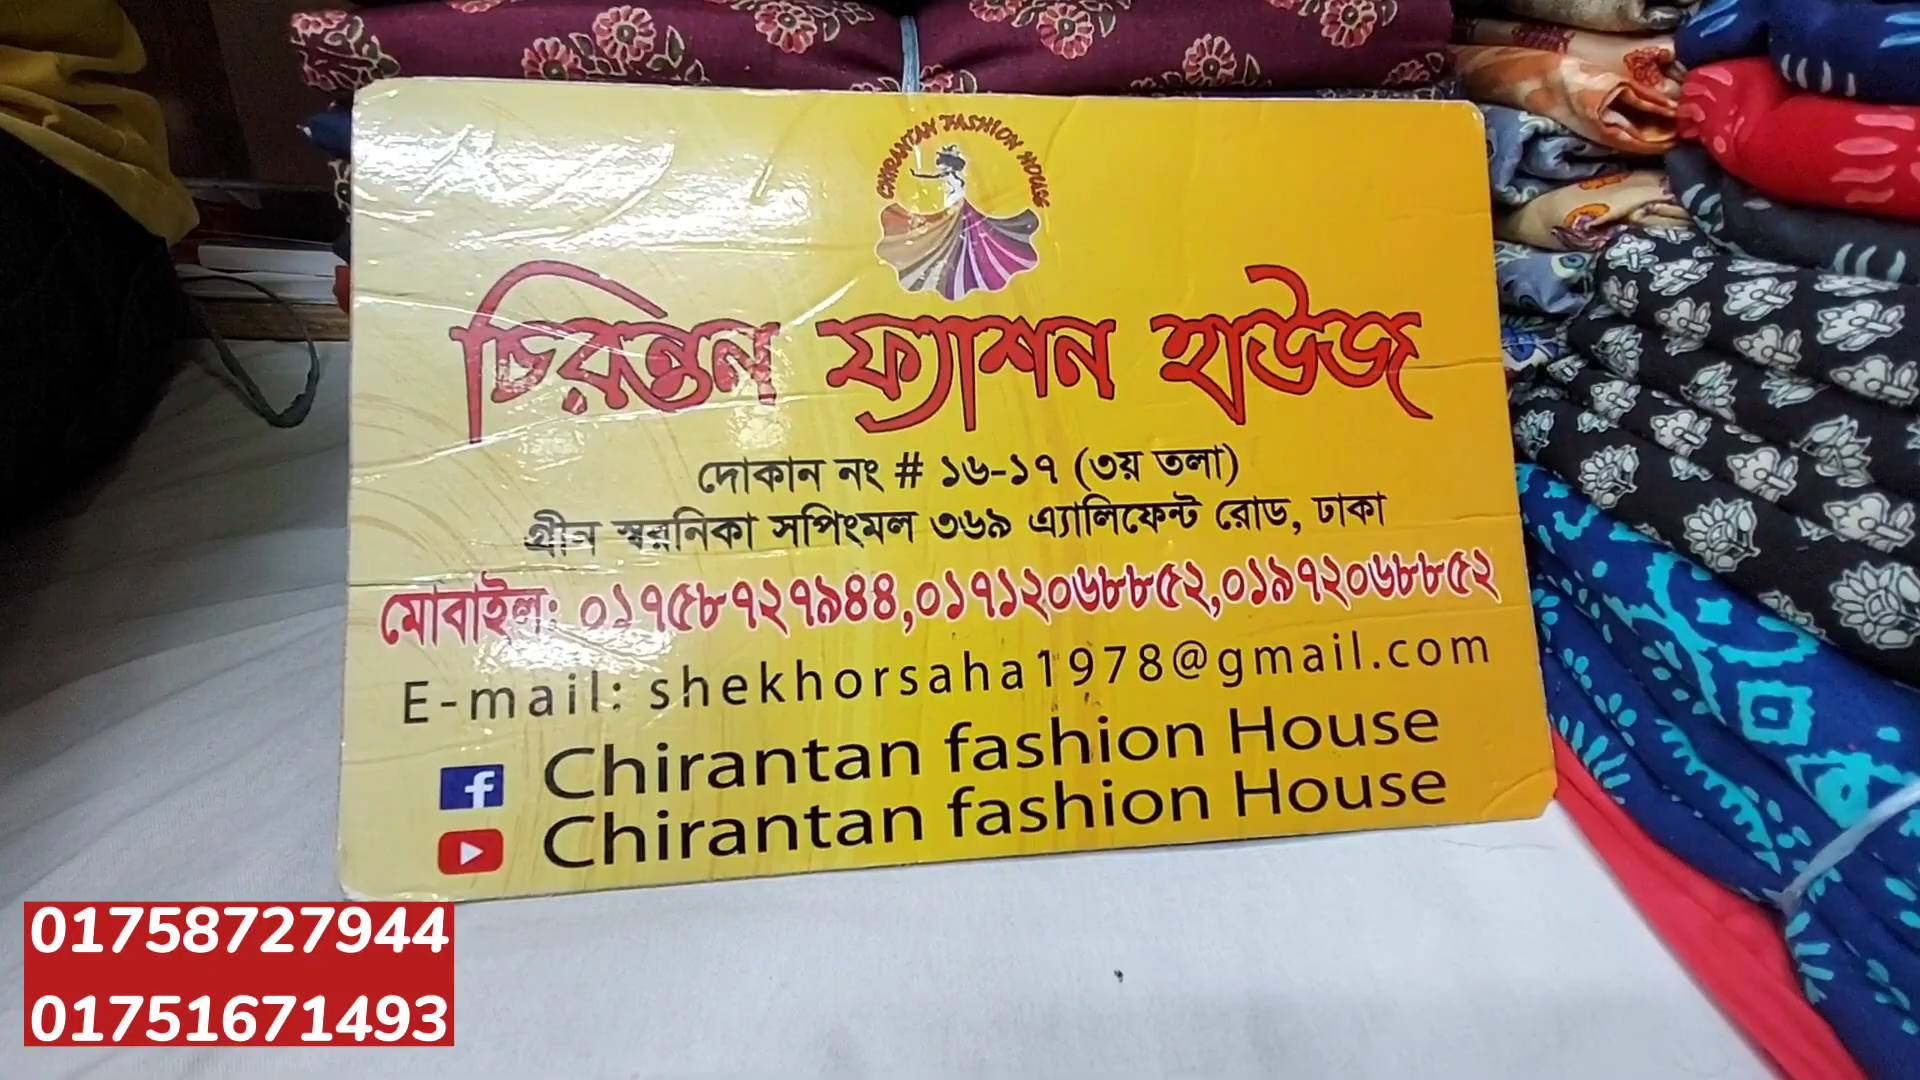 CHIRANTAN FASHION HOUSE
চিরন্তন ফ্যাশন হাউজ
দোকান নং # ১৬-১৭ (৩য় তলা)
গ্রীন স্বরনিকা সপিংমল ৩৬৯ এ্যালিফেন্ট রোড, ঢাকা
মোবাইল: ০১৭৫৮৭২৭৯৪৪,০১৭১২০৬৮৮৫২,০১৯৭২০৬৮৮৫২
E-mail: shekhorsaha1978@gmail.com
Chirantan fashion House
Chirantan fashion House
01758727944
01751671493